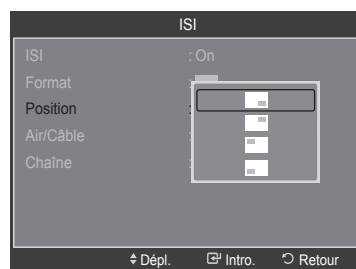 ISI
ISI : On
Format :
Position :
Air/Câble :
Chaîne :
Dépl. Intro. Retour